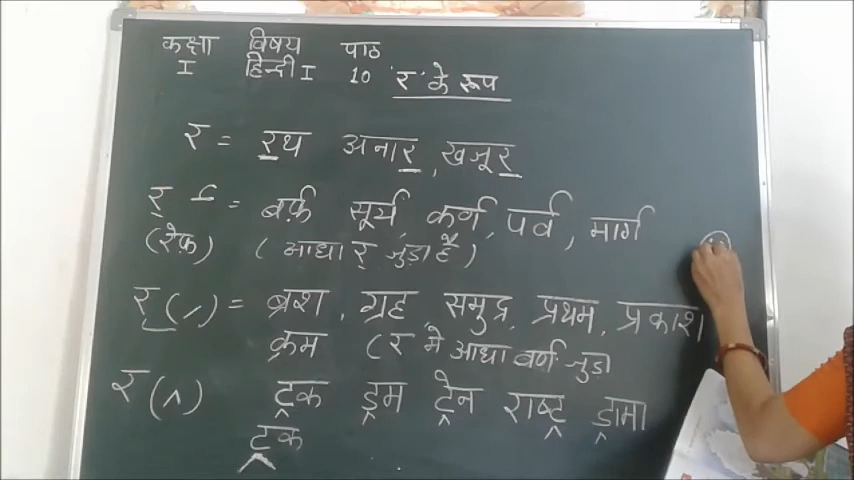 कक्षा विषय पाठ
I हिन्दी I 10 'र' के रूप
र = रथ अनार, खजूर
र् र्  = बर्फ़ सूर्य, कर्ण, पर्व, मार्ग
(रेफ़) (आधा र् जुड़ा है)
र् (्र) = ब्रश, ग्रह, समुद्र, प्रथम, प्रकाश
क्रम (र मे आधा वर्ण जुड़ा
र (^) ट्रक ड्रम ट्रेन राष्ट्र ड्रामा
ट्रक